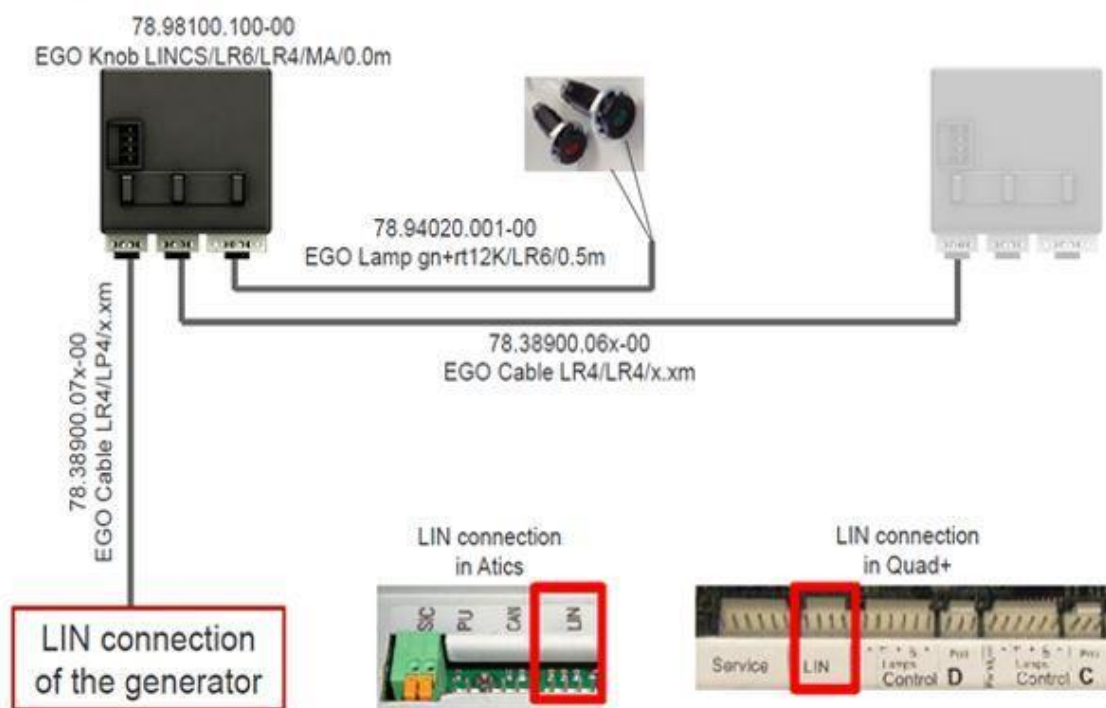 78.98100.100-00
EGO Knob LINCS/LR6/LR4/MA/0.0m
78.94020.001-00
EGO Lamp gn+rt12K/LR6/0.5m
78.38900.06x-00
EGO Cable LR4/LR4/x.xm
78.38900.07x-00
EGO Cable LR4/LP4/x.xm
LIN connection
of the generator
LIN connection
in Atics
SIC
PU
CAN
LIN
LIN connection
in Quad+
Service
LIN
Lamps
Control
D
Lamps
Control
C